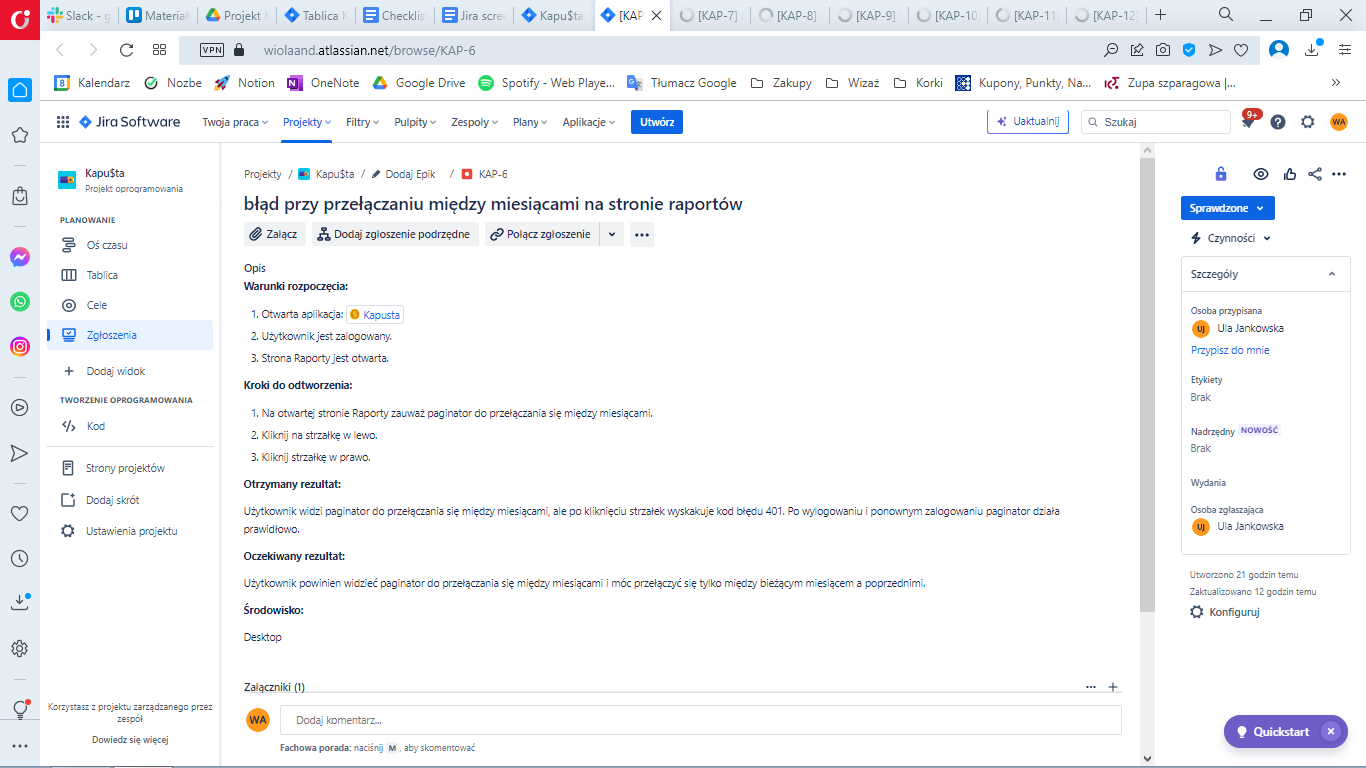 Slack - g
Materiał
Projekt K
Tablica K
Checklis
Jira scree
Kapu$ta
[KAP
[KAP-7]
[KAP-8]
[KAP-9]
[KAP-10
[KAP-11]
[KAP-12]
VPN
wiolaand.atlassian.net/browse/KAP-6
8 Kalendarz
Nozbe
Notion
OneNote
Google Drive
Spotify - Web Playe...
Tłumacz Google
Zakupy
Wizaż
Korki
Kupony, Punkty, Na...
Zupa szparagowa |...
Jira Software
Twoja praca
Projekty
Filtry
Pulpity
Zespoły
Plany
Aplikacje
Utwórz
Uaktualnij
Szukaj
9+
WA
Kapu$ta
Projekt oprogramowania
PLANOWANIE
Oś czasu
Tablica
Cele
Zgłoszenia
Dodaj widok
TWORZENIE OPROGRAMOWANIA
Kod
Strony projektów
Dodaj skrót
Ustawienia projektu
Korzystasz z projektu zarządzanego przez
zespół
Dowiedz się więcej
Projekty / Kapu$ta / Dodaj Epik / KAP-6
błąd przy przełączaniu między miesiącami na stronie raportów
Załącz
Dodaj zgłoszenie podrzędne
Połącz zgłoszenie
Opis
Warunki rozpoczęcia:
1. Otwarta aplikacja: Kapusta
2. Użytkownik jest zalogowany.
3. Strona Raporty jest otwarta.
Kroki do odtworzenia:
1. Na otwartej stronie Raporty zauważ paginator do przełączania się między miesiącami.
2. Kliknij na strzałkę w lewo.
3. Kliknij strzałkę w prawo.
Otrzymany rezultat:
Użytkownik widzi paginator do przełączania się między miesiącami, ale po kliknięciu strzałek wyskakuje kod błędu 401. Po wylogowaniu i ponownym zalogowaniu paginator działa
prawidłowo.
Oczekiwany rezultat:
Użytkownik powinien widzieć paginator do przełączania się między miesiącami i móc przełączyć się tylko między bieżącym miesiącem a poprzednimi.
Środowisko:
Desktop
Załączniki (1)
WA
Dodaj komentarz...
Fachowa porada: naciśnij M , aby skomentować
Sprawdzone
Czynności
Szczegóły
Osoba przypisana
UJ Ula Jankowska
Przypisz do mnie
Etykiety
Brak
Nadrzędny NOWOŚĆ
Brak
Wydania
Osoba zgłaszająca
UJ Ula Jankowska
Utworzono 21 godzin temu
Zaktualizowano 12 godzin temu
Konfiguruj
Quickstart